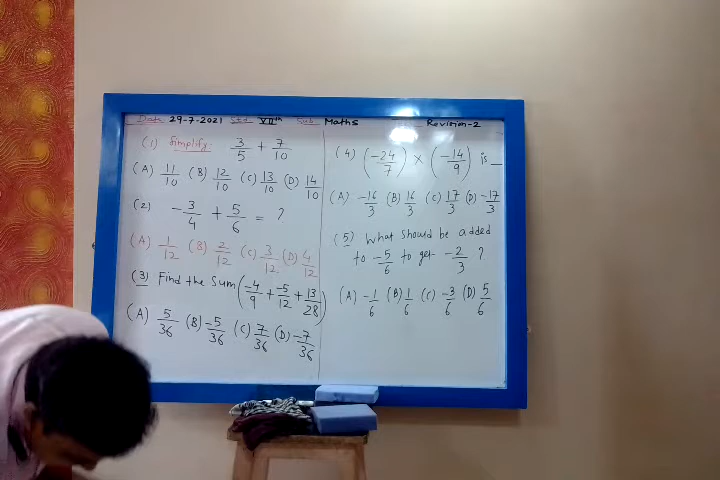 Date 29-7-2021 Std VIIth Sub Maths Revision-2
(1) Simplify: 3/5 + 7/10
(A) 11/10 (B) 12/10 (C) 13/10 (D) 14/10
(2) -3/4 + 5/6 = ?
(A) 1/12 (B) 2/12 (C) 3/12 (D) 4/12
(3) Find the Sum (-4/9 + -5/12 + 13/28)
(A) 5/36 (B) -5/36 (C) 7/36 (D) -7/36
(4) (-24/7) × (-14/9) is _
(A) -16/3 (B) 16/3 (C) 17/3 (D) -17/3
(5) What should be added
to -5/6 to get -2/3 ?
(A) -1/6 (B) 1/6 (C) -3/6 (D) 5/6